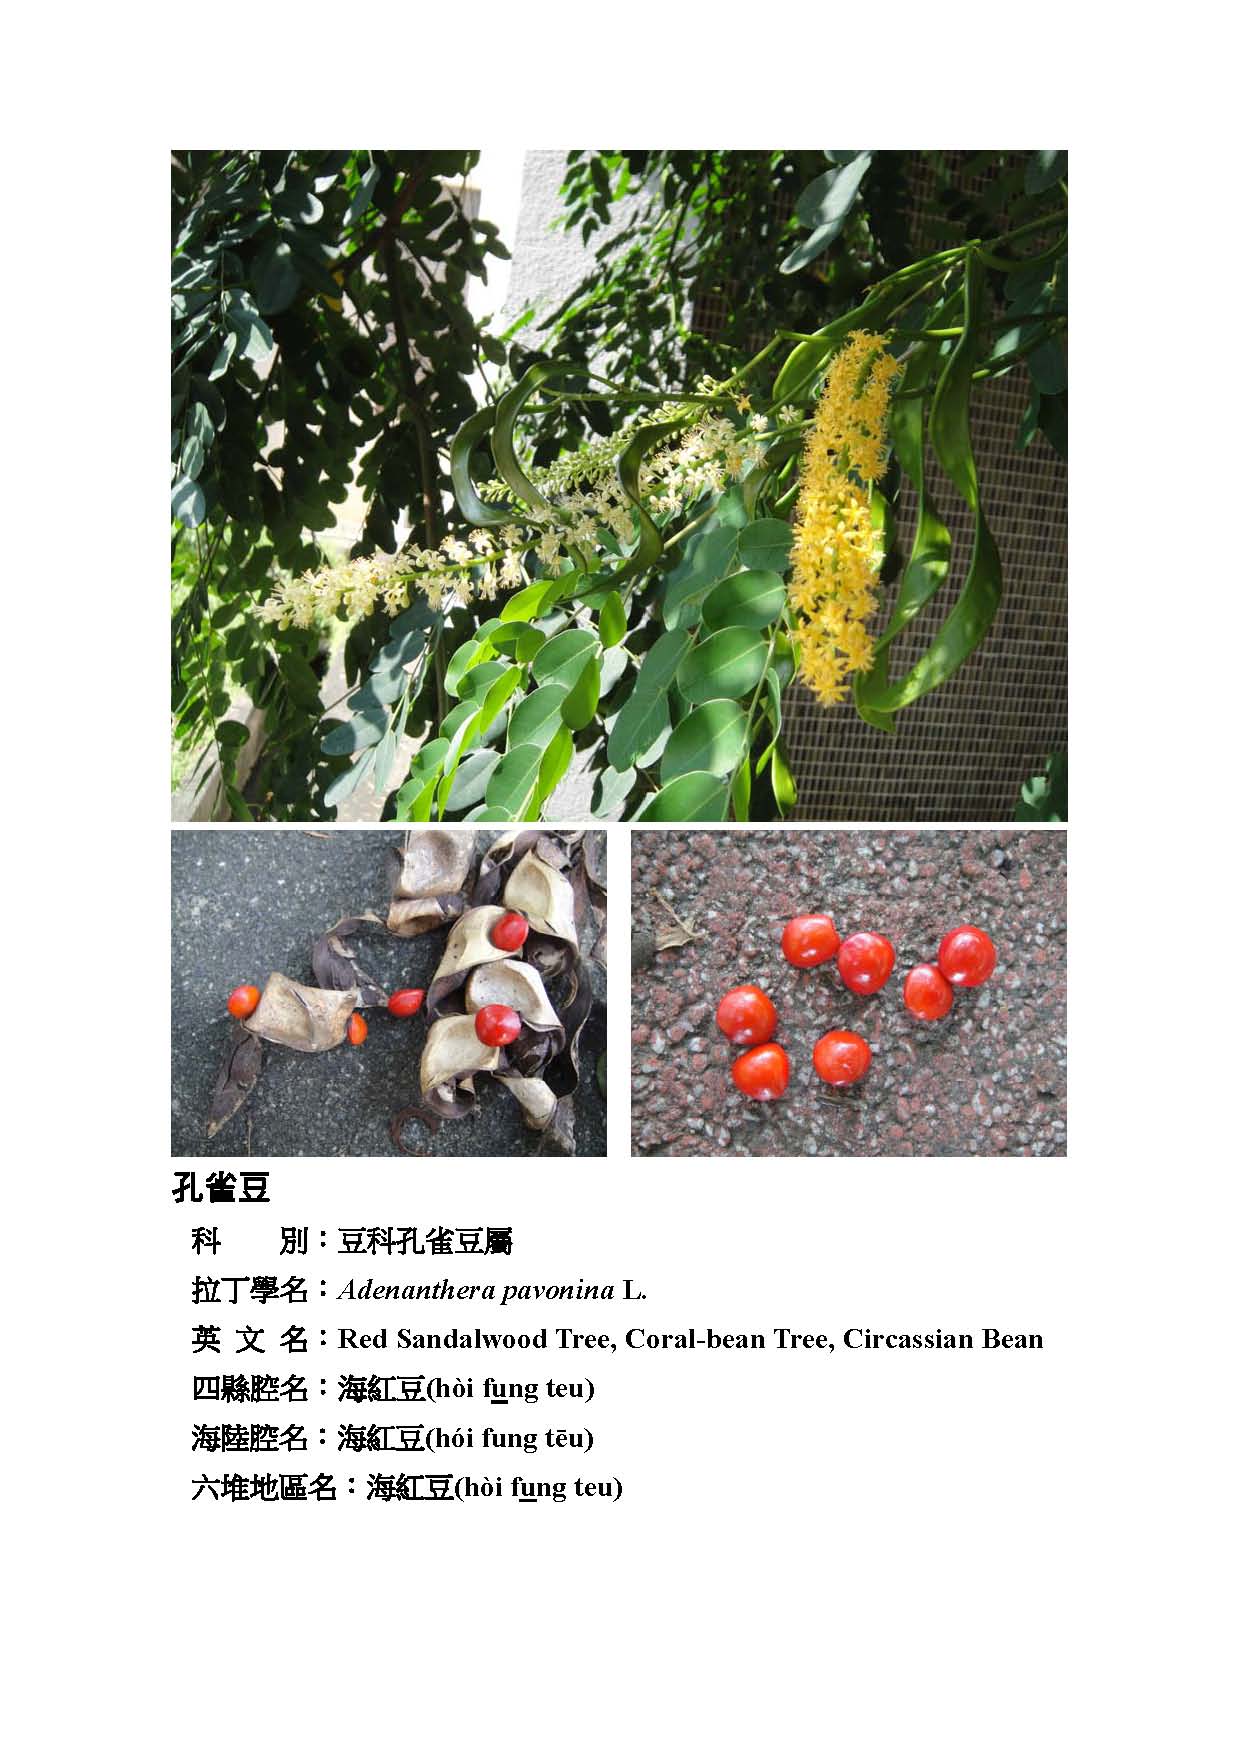 孔雀豆
科　　別：豆科孔雀豆屬
拉丁學名：Adenanthera pavonina L.
英 文 名：Red Sandalwood Tree, Coral-bean Tree, Circassian Bean
四縣腔名：海紅豆(hòi fung teu)
海陸腔名：海紅豆(hói fung tēu)
六堆地區名：海紅豆(hòi fung teu)